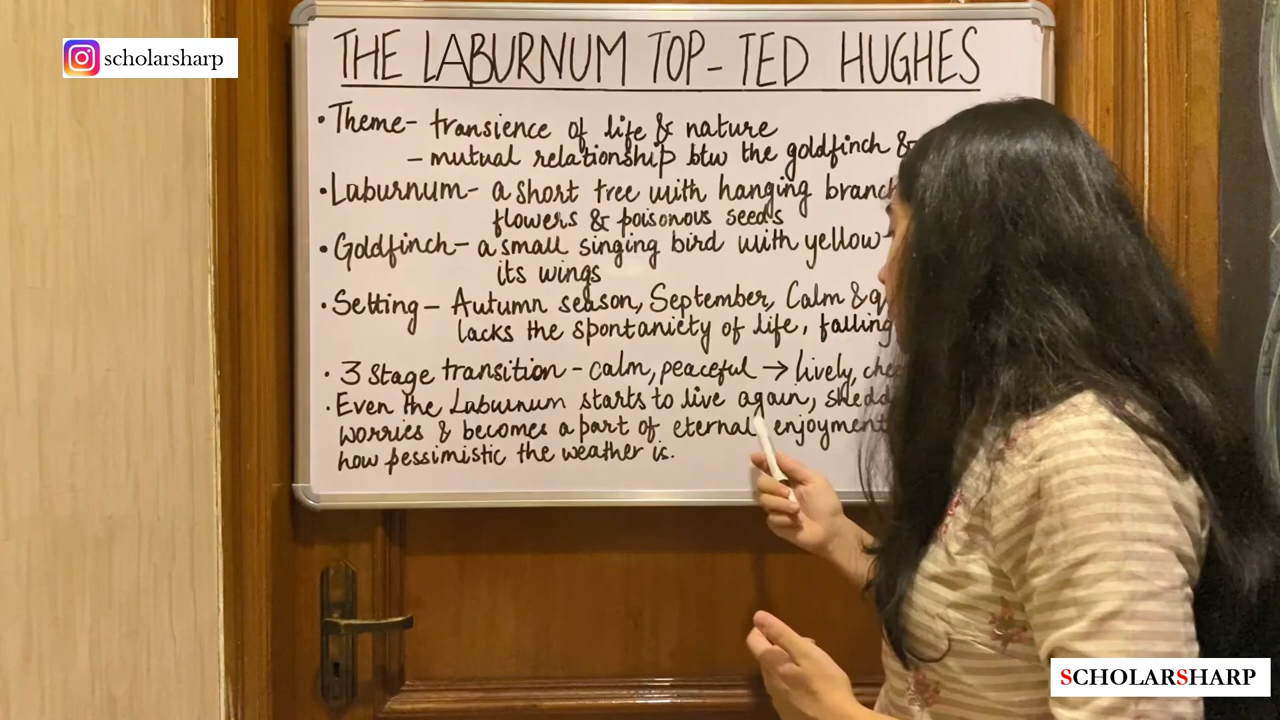 scholarsharp
THE LABURNUM TOP - TED HUGHES
• Theme - transience of life & nature
- mutual relationship btw the goldfinch &
• Laburnum - a short tree with hanging
flowers & poisonous seeds
• Goldfinch - a small singing bird with yellow
its wings
• Setting - Autumn season, September, Calm &
lacks the spontaniety of life, falling
• 3 Stage transition - calm, peaceful → lively,
• Even the Laburnum starts to live again,
worries & becomes a part of eternal enjoyment
how pessimistic the weather is.
SCHOLARSHARP